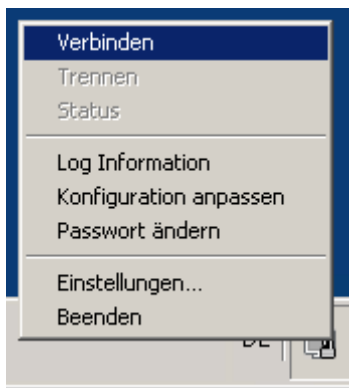 Verbinden
Trennen
Status
Log Information
Konfiguration anpassen
Passwort ändern
Einstellungen...
Beenden